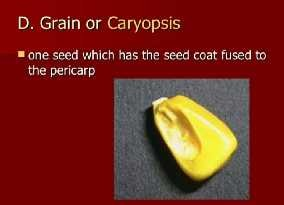 D. Grain or Caryopsis
one seed which has the seed coat fused to
the pericarp